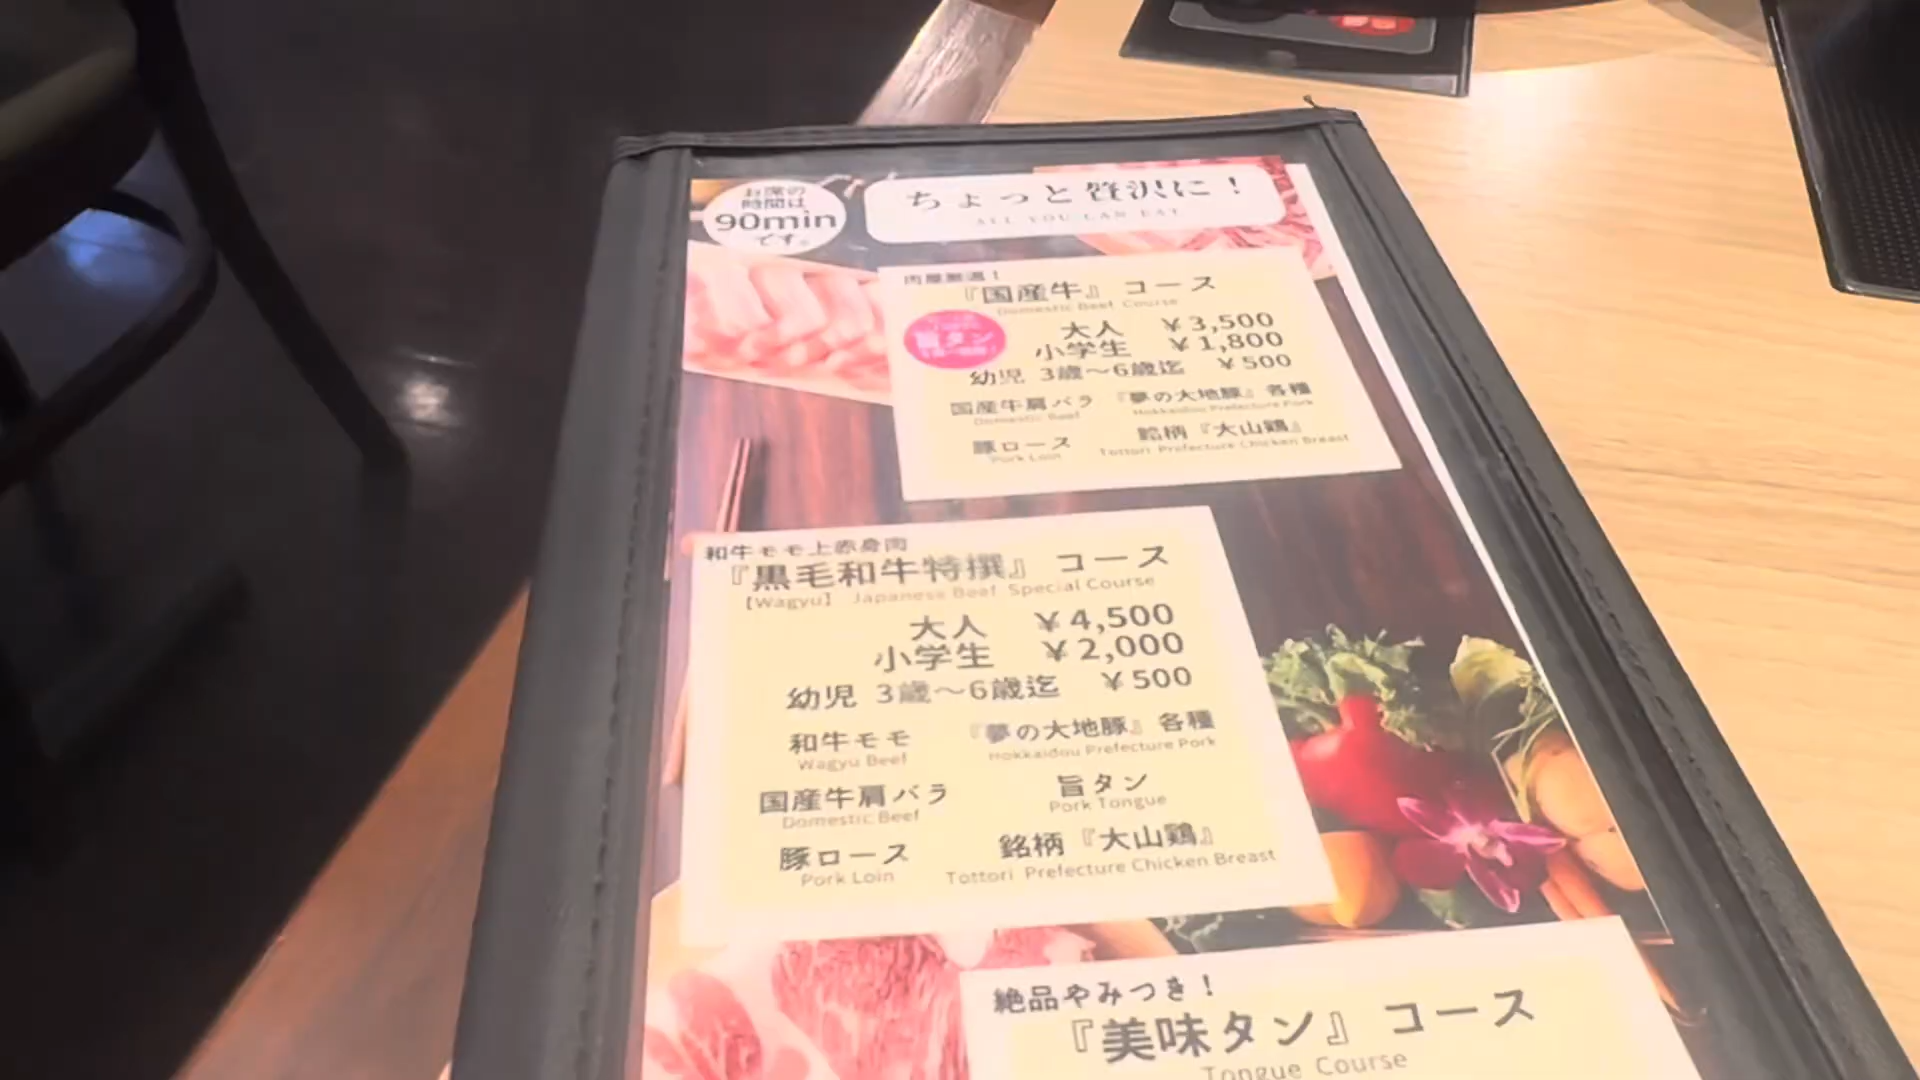 お席の
時間は
90min
です。
ちょっと贅沢に！
ALL YOU CAN EAT
肉屋厳選！
『国産牛』コース
Domestic Beef Course
旨タン
大人 ￥3,500
小学生 ￥1,800
幼児 3歳～6歳迄 ￥500
国産牛肩バラ 『夢の大地豚』各種
Domestic Beef Hokkaidou Prefecture Pork
豚ロース 銘柄『大山鶏』
Pork Loin Tottori Prefecture Chicken Breast
和牛モモ上赤身肉
『黒毛和牛特撰』コース
【Wagyu】 Japanese Beef Special Course
大人 ￥4,500
小学生 ￥2,000
幼児 3歳～6歳迄 ￥500
和牛モモ 『夢の大地豚』各種
Wagyu Beef Hokkaidou Prefecture Pork
国産牛肩バラ 旨タン
Domestic Beef Pork Tongue
豚ロース 銘柄『大山鶏』
Pork Loin Tottori Prefecture Chicken Breast
絶品やみつき！
『美味タン』コース
Tongue Course